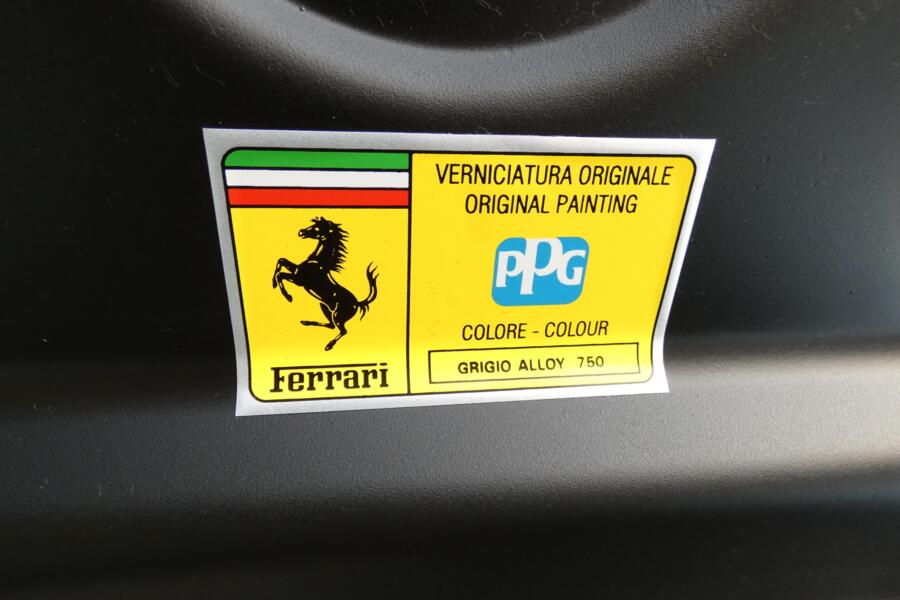 VERNICIATURA ORIGINALE
ORIGINAL PAINTING
PPG
COLORE - COLOUR
GRIGIO ALLOY 750
Ferrari